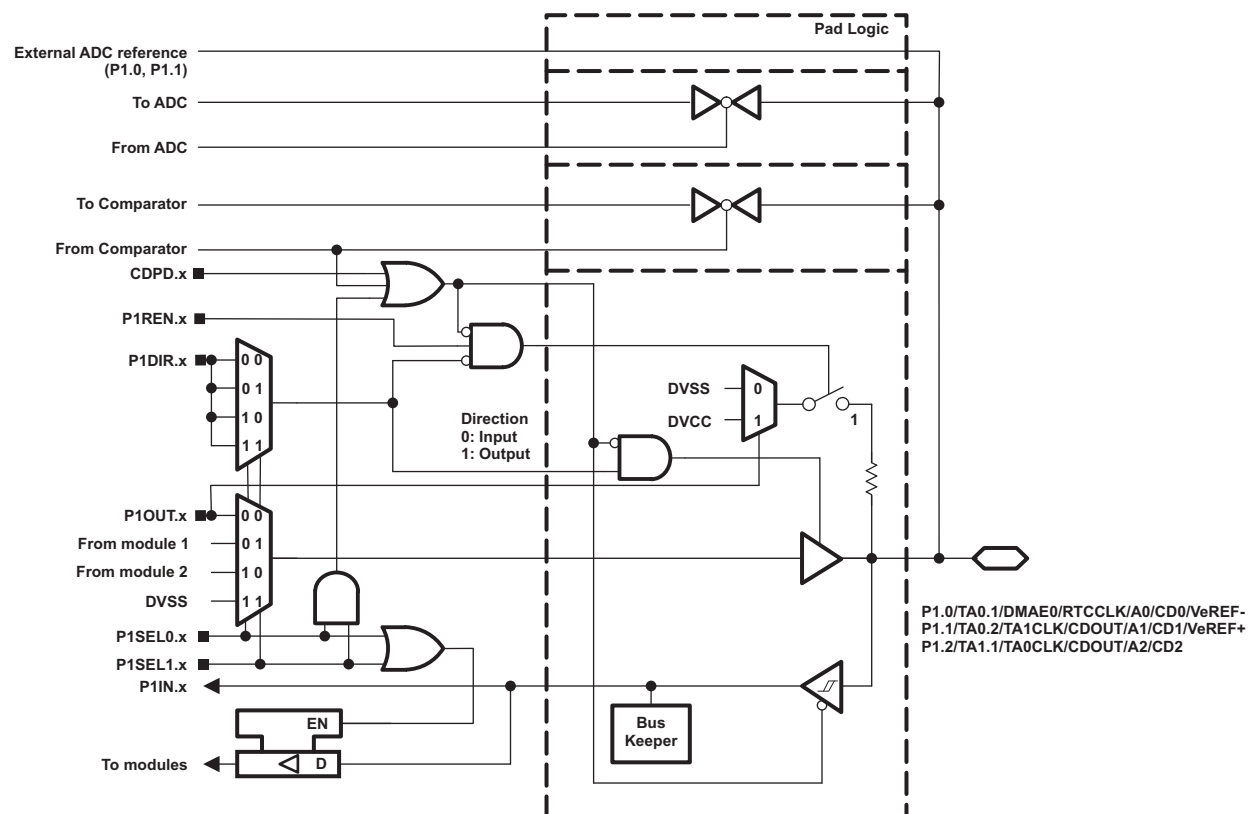 Pad Logic
External ADC reference
(P1.0, P1.1)
To ADC
From ADC
To Comparator
From Comparator
CDPD.x
P1REN.x
P1DIR.x
0 0
0 1
1 0
1 1
Direction
0: Input
1: Output
DVSS
0
DVCC
1
1
P1OUT.x
0 0
From module 1
0 1
From module 2
1 0
DVSS
1 1
P1SEL0.x
P1SEL1.x
P1IN.x
EN
D
To modules
Bus
Keeper
P1.0/TA0.1/DMAE0/RTCCLK/A0/CD0/VeREF-
P1.1/TA0.2/TA1CLK/CDOUT/A1/CD1/VeREF+
P1.2/TA1.1/TA0CLK/CDOUT/A2/CD2